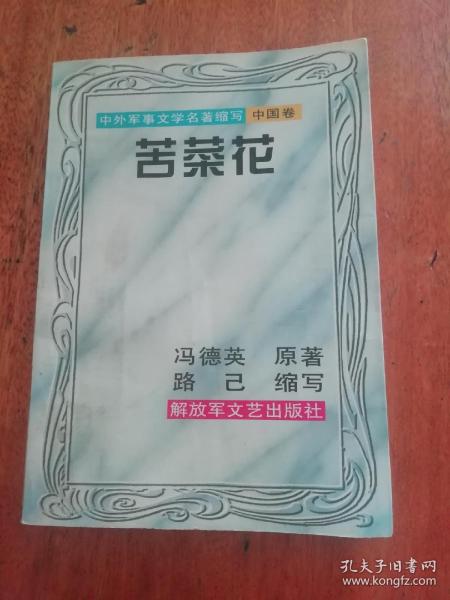 中外军事文学名著缩写 中国卷
苦菜花
冯德英 原著
路己 缩写
解放军文艺出版社
孔夫子旧书网
www.kongfz.com